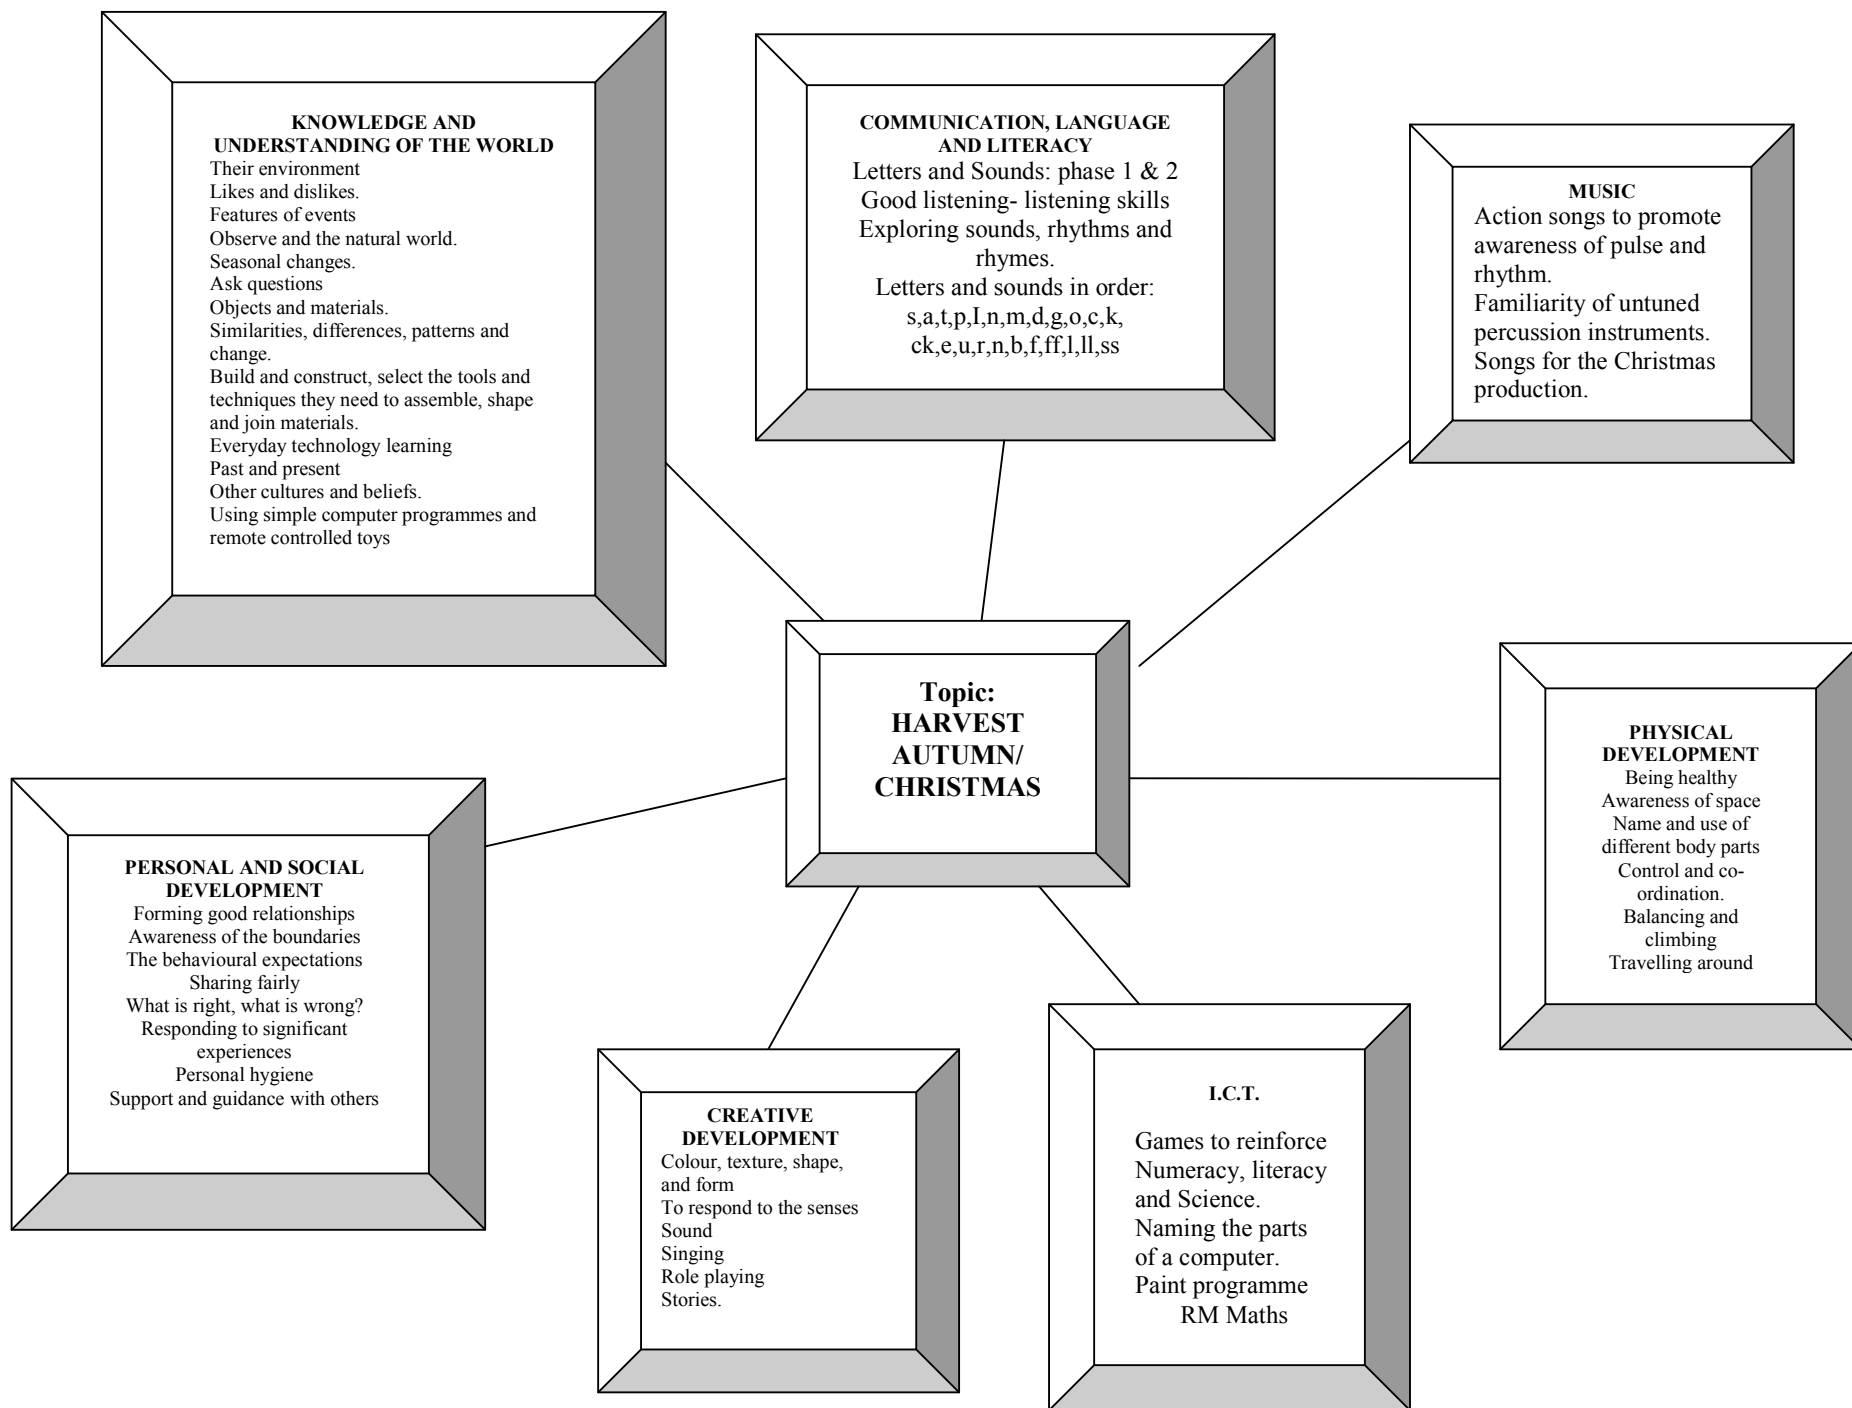 KNOWLEDGE AND
UNDERSTANDING OF THE WORLD
Their environment
Likes and dislikes.
Features of events
Observe and the natural world.
Seasonal changes.
Ask questions
Objects and materials.
Similarities, differences, patterns and
change.
Build and construct, select the tools and
techniques they need to assemble, shape
and join materials.
Everyday technology learning
Past and present
Other cultures and beliefs.
Using simple computer programmes and
remote controlled toys
COMMUNICATION, LANGUAGE
AND LITERACY
Letters and Sounds: phase 1 & 2
Good listening- listening skills
Exploring sounds, rhythms and
rhymes.
Letters and sounds in order:
s,a,t,p,I,n,m,d,g,o,c,k,
ck,e,u,r,n,b,f,ff,l,ll,ss
MUSIC
Action songs to promote
awareness of pulse and
rhythm.
Familiarity of untuned
percussion instruments.
Songs for the Christmas
production.
Topic:
HARVEST
AUTUMN/
CHRISTMAS
PHYSICAL
DEVELOPMENT
Being healthy
Awareness of space
Name and use of
different body parts
Control and co-
ordination.
Balancing and
climbing
Travelling around
PERSONAL AND SOCIAL
DEVELOPMENT
Forming good relationships
Awareness of the boundaries
The behavioural expectations
Sharing fairly
What is right, what is wrong?
Responding to significant
experiences
Personal hygiene
Support and guidance with others
CREATIVE
DEVELOPMENT
Colour, texture, shape,
and form
To respond to the senses
Sound
Singing
Role playing
Stories.
I.C.T.
Games to reinforce
Numeracy, literacy
and Science.
Naming the parts
of a computer.
Paint programme
RM Maths